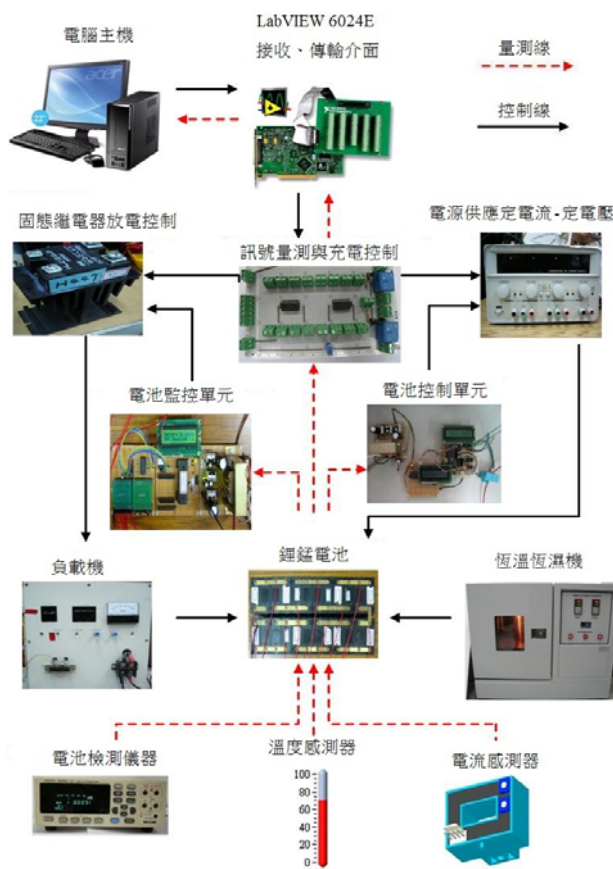 LabVIEW 6024E
電腦主機
接收、傳輸介面
量測線
acer
22"
控制線
固態繼電器放電控制
電源供應定電流-定電壓
訊號量測與充電控制
H447
電池監控單元
電池控制單元
負載機
鋰錳電池
恆溫恆濕機
電池檢測儀器
溫度感測器
電流感測器
100
80
60
40
20
0